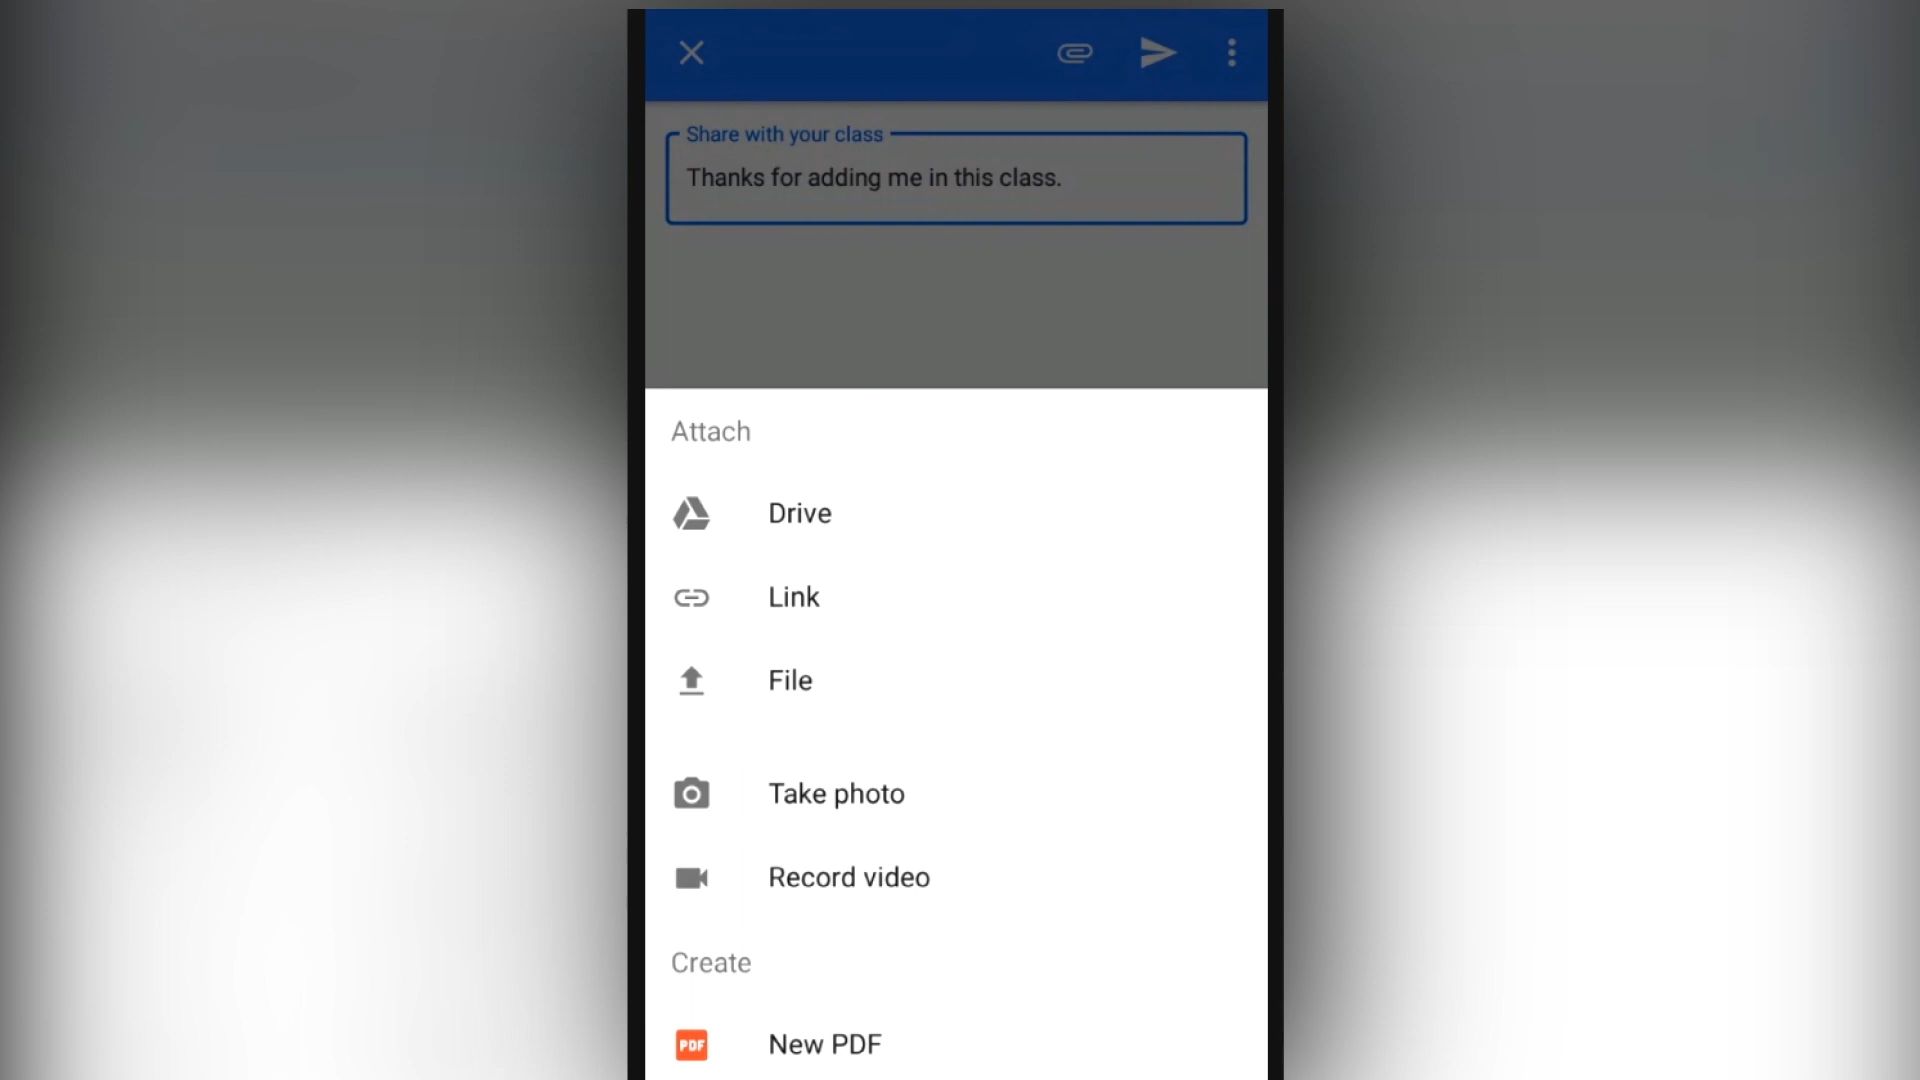 Share with your class
Thanks for adding me in this class.
Attach
Drive
Link
File
Take photo
Record video
Create
PDF New PDF